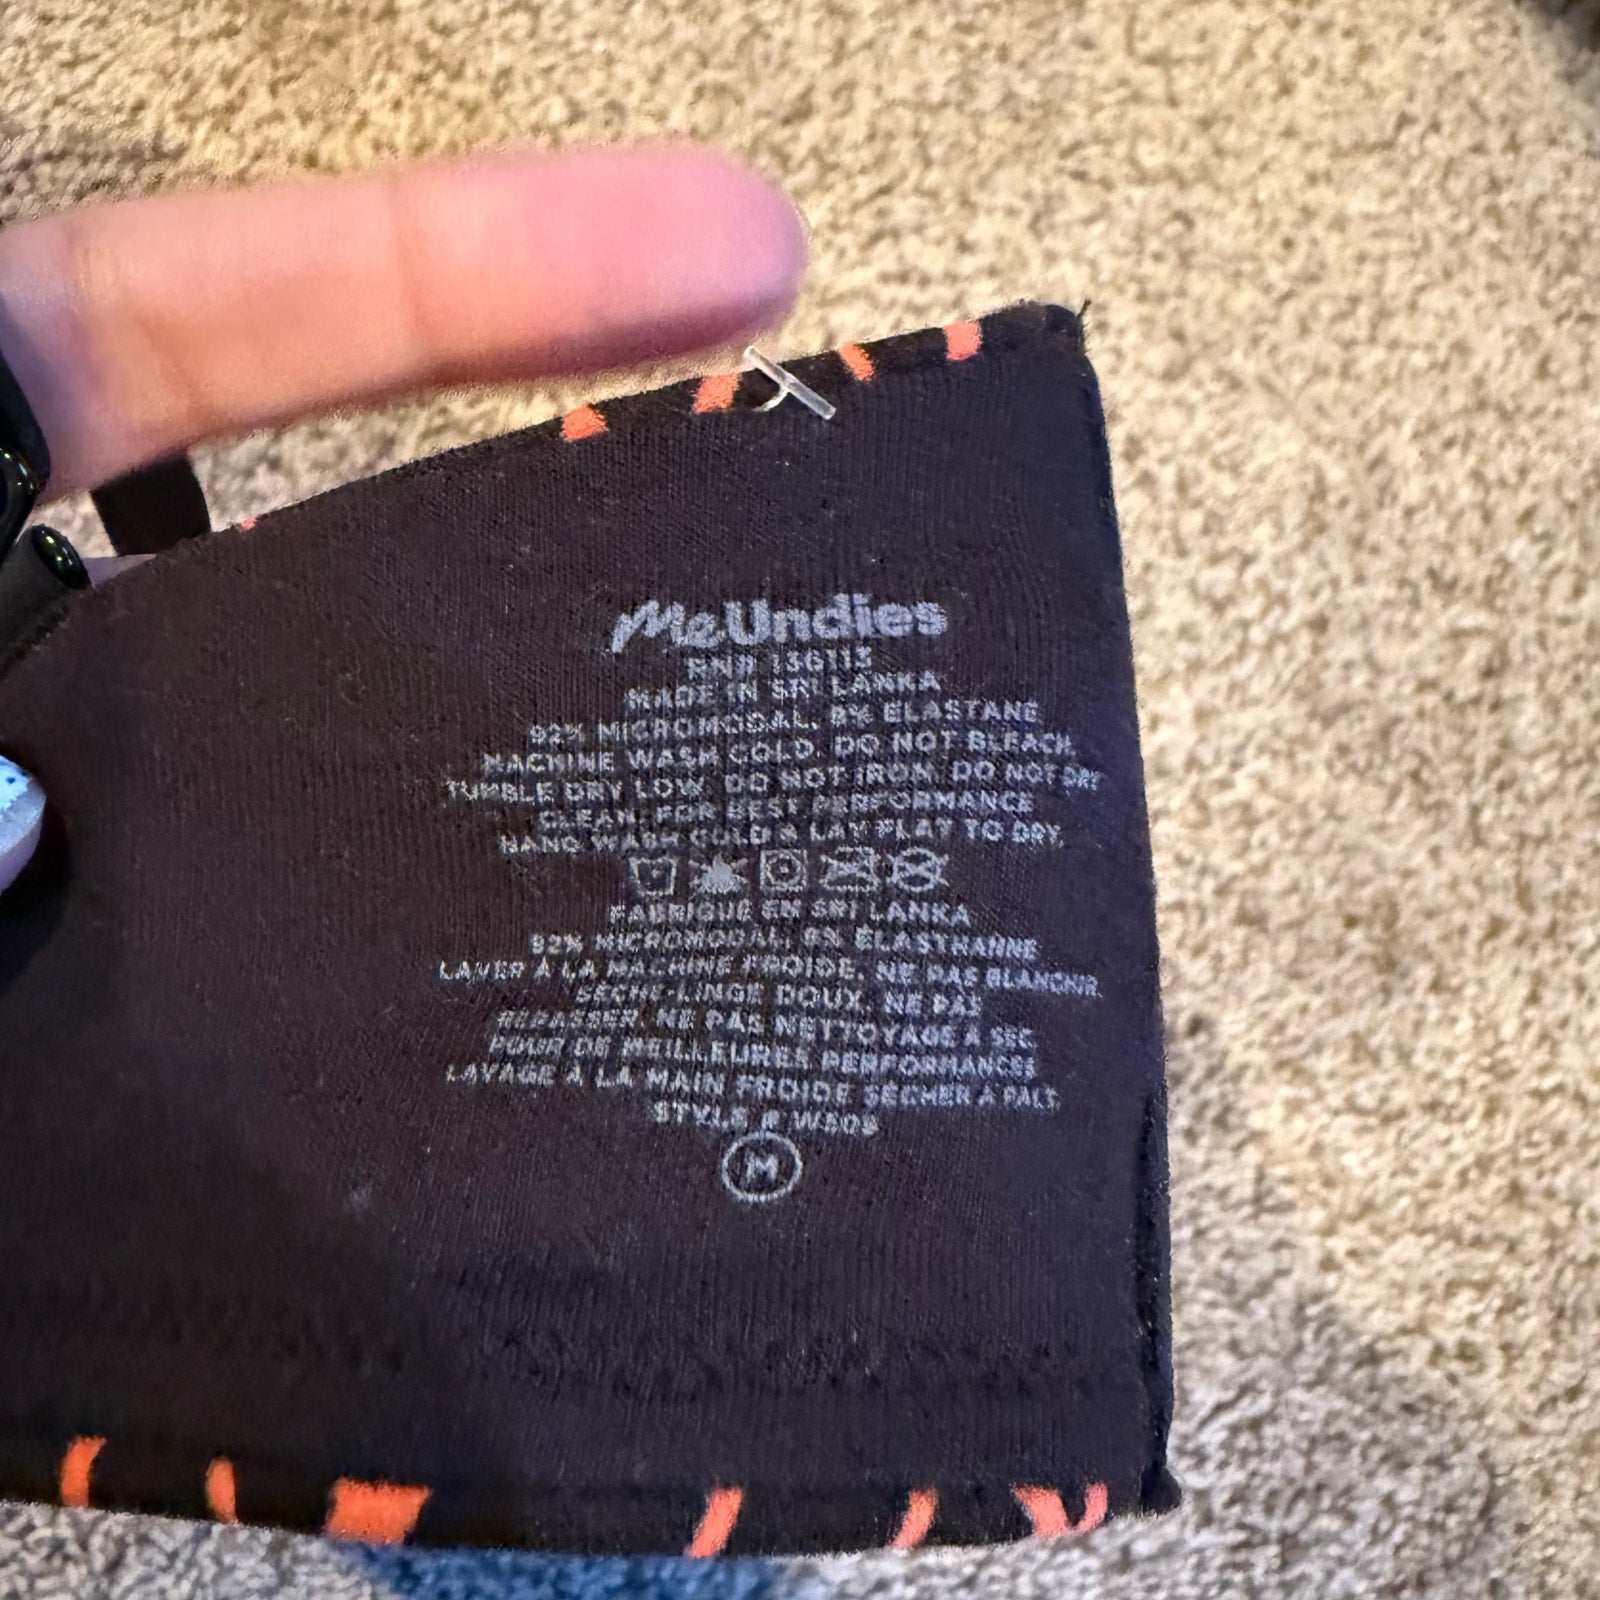 MeUndies
RN# 136113
MADE IN SRI LANKA
92% MICROMODAL, 8% ELASTANE
MACHINE WASH COLD. DO NOT BLEACH.
TUMBLE DRY LOW. DO NOT IRON. DO NOT DRY
CLEAN. FOR BEST PERFORMANCE
HAND WASH COLD & LAY FLAT TO DRY.
FABRIQUÉ EN SRI LANKA
92% MICROMODAL, 8% ÉLASTHANNE
LAVER À LA MACHINE FROIDE. NE PAS BLANCHIR.
SÈCHE-LINGE DOUX. NE PAS
REPASSER. NE PAS NETTOYAGE À SEC.
POUR DE MEILLEURES PERFORMANCES
LAVAGE À LA MAIN FROIDE SÉCHER À PALT.
STYLE #
M